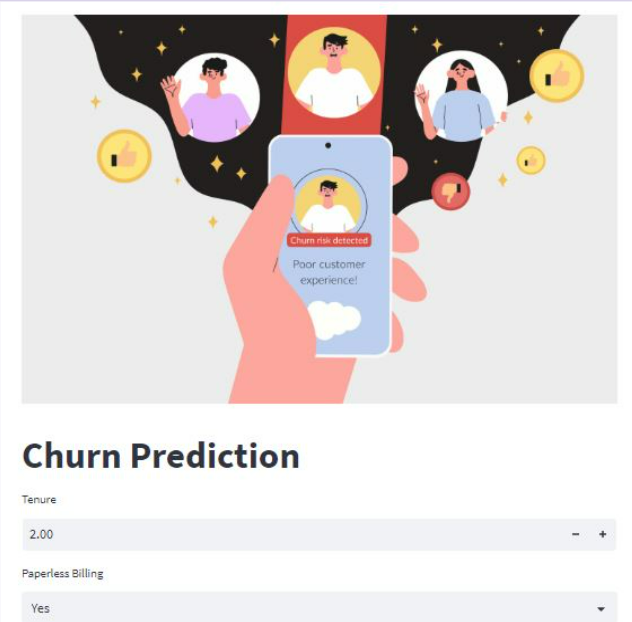 Churn risk detected
Poor customer
experience!
Churn Prediction
Tenure
2.00
Paperless Billing
Yes